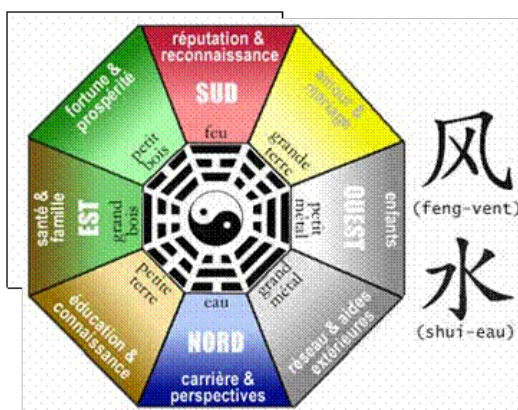 réputation &
reconnaissance
SUD
feu
amour &
mariage
grande
terre
enfants
OUEST
petit
métal
réseau & aides
extérieures
grand
métal
carrière &
perspectives
NORD
eau
éducation &
connaissance
petite
terre
santé &
famille
EST
grand
bois
fortune &
prospérité
petit
bois
风
(feng-vent)
水
(shui-eau)